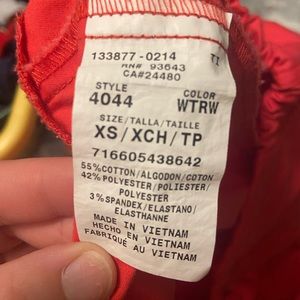 133877-0214
RN# 93643
CA#24480
STYLE COLOR
4044 WTRW
SIZE/TALLA/TAILLE
XS/XCH/TP
716605438642
55%COTTON/ALGODON/COTON
42%POLYESTER/POLIESTER/
POLYESTER
3%SPANDEX/ELASTANO/
ELASTHANNE
MADE IN VIETNAM
HECHO EN VIETNAM
FABRIQUÉ AU VIETNAM